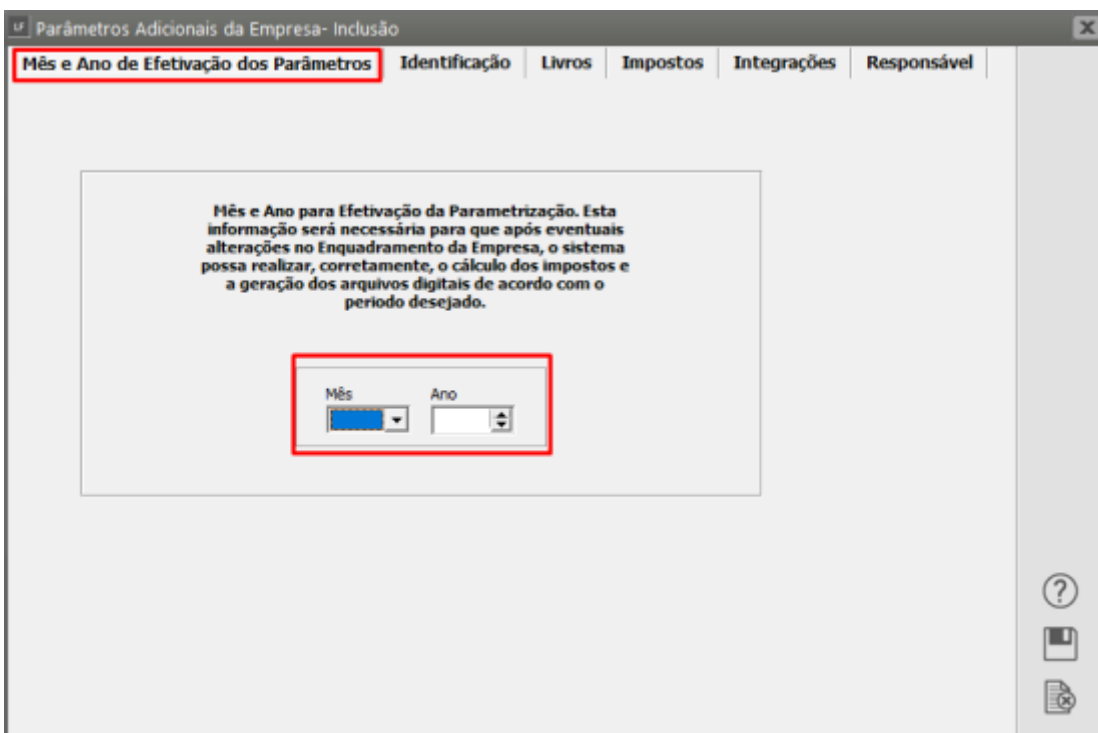 LF Parâmetros Adicionais da Empresa- Inclusão
Mês e Ano de Efetivação dos Parâmetros Identificação Livros Impostos Integrações Responsável
Mês e Ano para Efetivação da Parametrização. Esta
informação será necessária para que após eventuais
alterações no Enquadramento da Empresa, o sistema
possa realizar, corretamente, o cálculo dos impostos e
a geração dos arquivos digitais de acordo com o
periodo desejado.
Mês Ano